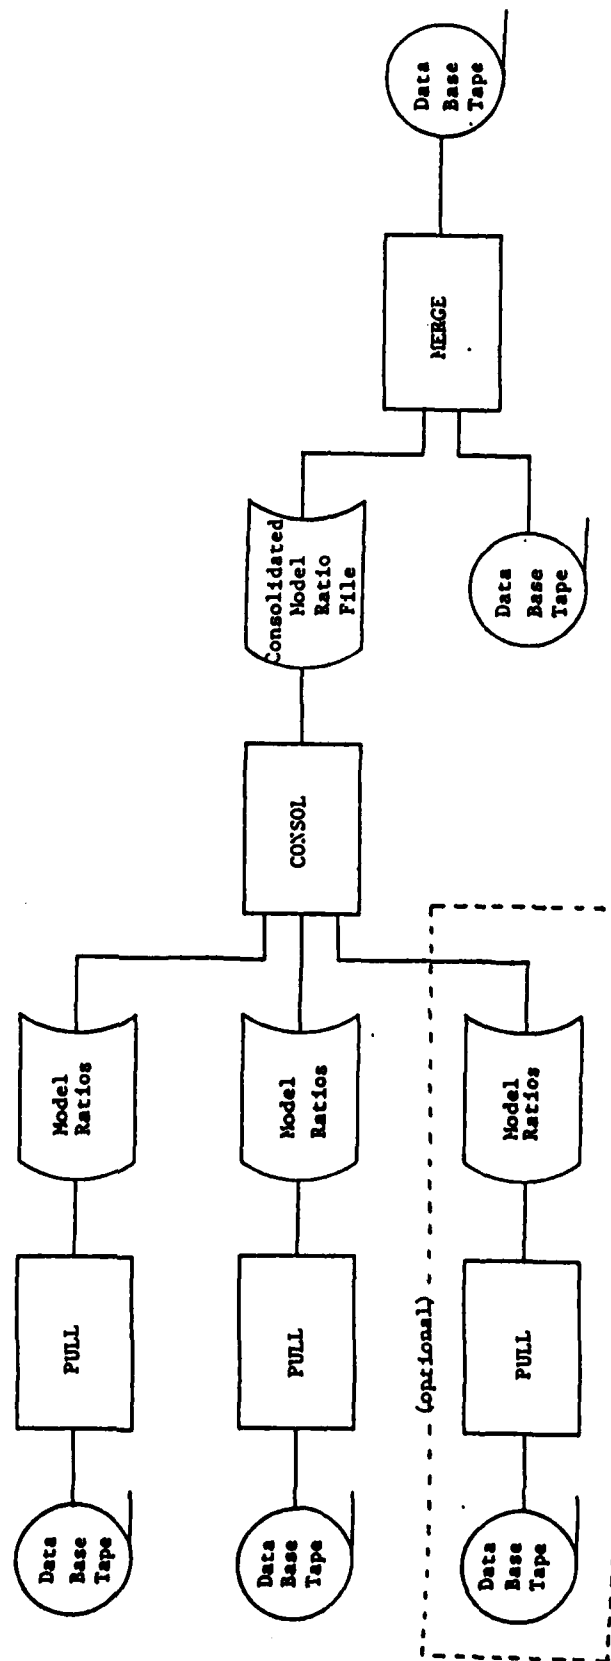 Data
Base
Tape
PULL
Model
Ratios
Data
Base
Tape
PULL
Model
Ratios
(optional)
Data
Base
Tape
PULL
Model
Ratios
CONSOL
Consolidated
Model
Ratio
File
Data
Base
Tape
MERGE
Data
Base
Tape